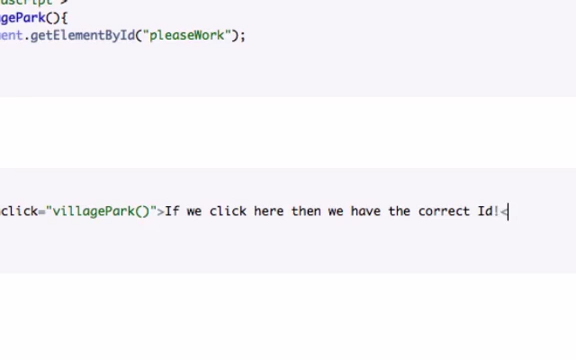 agePark(){
ent.getElementById("pleaseWork");
click="villagePark()">If we click here then we have the correct Id!<